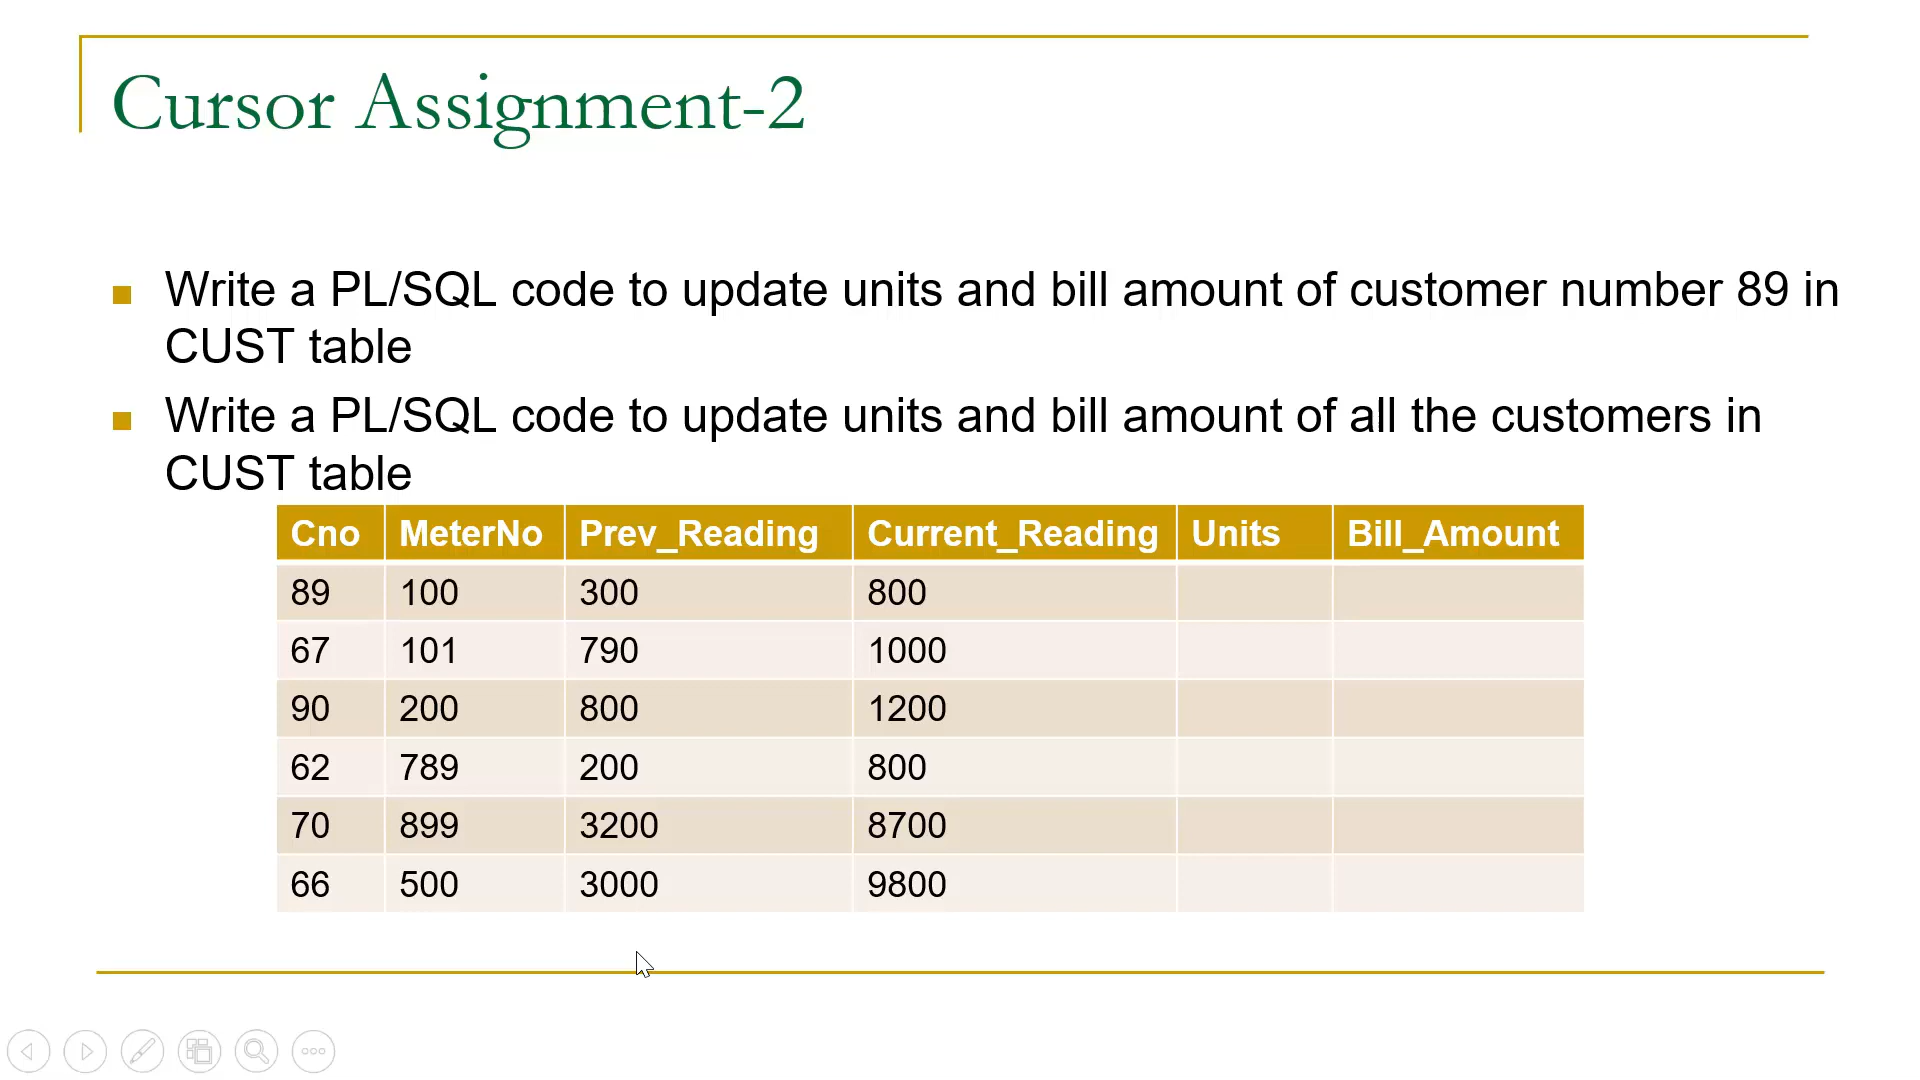 Cursor Assignment-2
Write a PL/SQL code to update units and bill amount of customer number 89 in
CUST table
Write a PL/SQL code to update units and bill amount of all the customers in
CUST table
Cno MeterNo Prev_Reading Current_Reading Units Bill_Amount
89 100 300 800
67 101 790 1000
90 200 800 1200
62 789 200 800
70 899 3200 8700
66 500 3000 9800